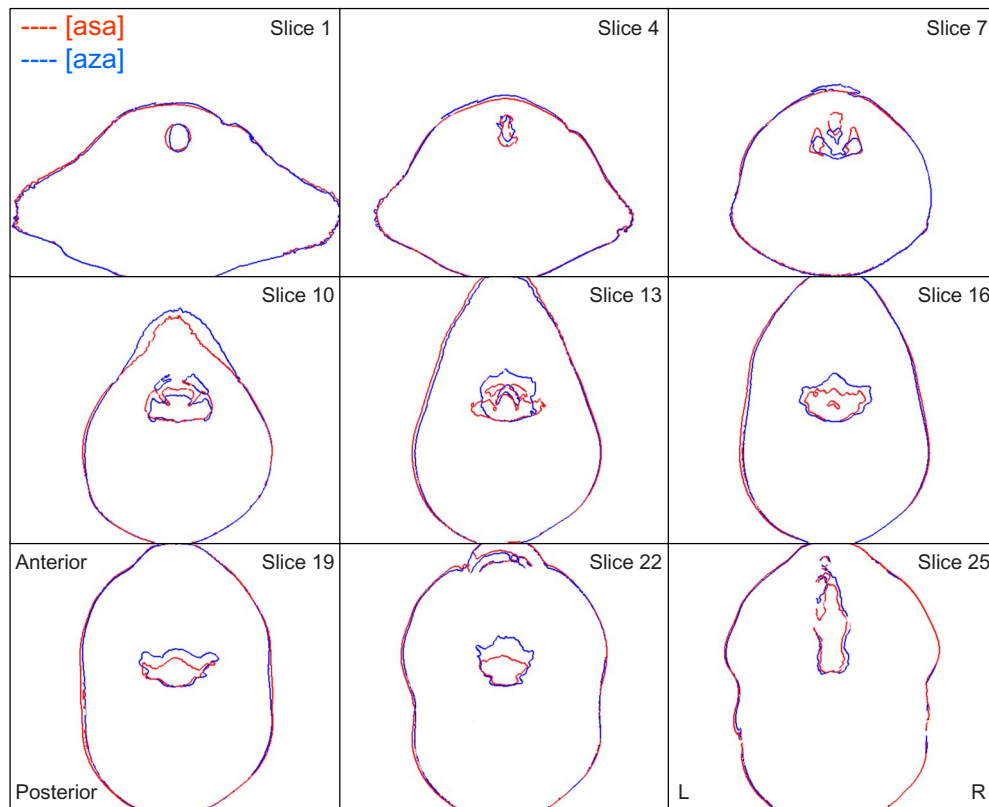 ---- [asa]
---- [aza]
Slice 1
Slice 4
Slice 7
Slice 10
Slice 13
Slice 16
Anterior
Slice 19
Slice 22
Slice 25
Posterior
L
R